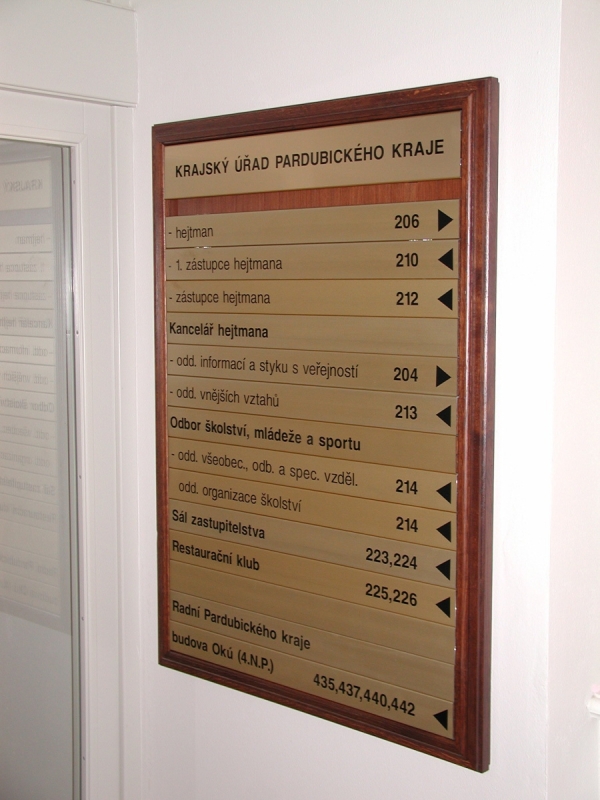 KRAJSKÝ ÚŘAD PARDUBICKÉHO KRAJE
- hejtman 206 ▶
- 1. zástupce hejtmana 210 ◀
- zástupce hejtmana 212 ◀
Kancelář hejtmana
- odd. informací a styku s veřejností 204 ▶
- odd. vnějších vztahů 213 ◀
Odbor školství, mládeže a sportu
- odd. všeobec., odb. a spec. vzděl. 214 ◀
odd. organizace školství 214 ◀
Sál zastupitelstva 223,224 ◀
Restaurační klub 225,226 ◀
Radní Pardubického kraje
budova Okú (4.N.P.) 435,437,440,442 ◀